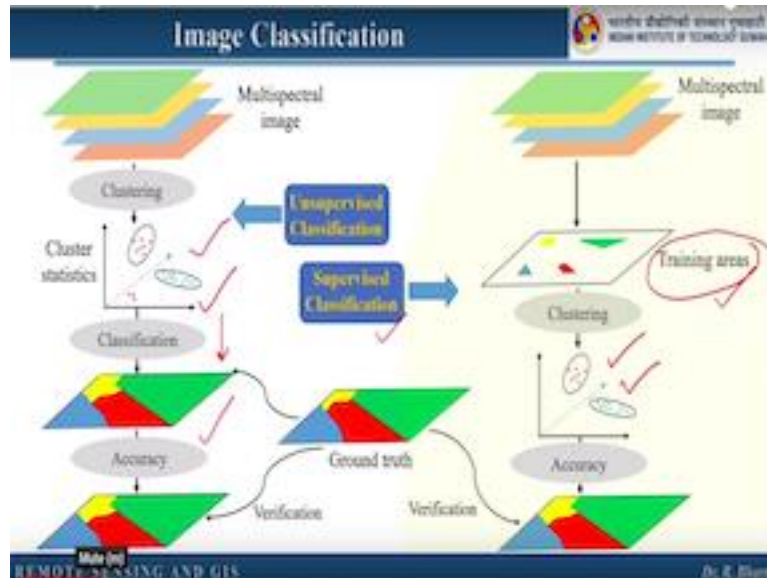 Image Classification
INDIAN INSTITUTE OF TECHNOLOGY
Multispectral
image
Clustering
Cluster
statistics
Classification
Accuracy
Unsupervised
Classification
Supervised
Classification
Ground truth
Verification
Verification
Multispectral
image
Training areas
Clustering
Accuracy
Mute (m)
REMOTE SENSING AND GIS
Dr. R.